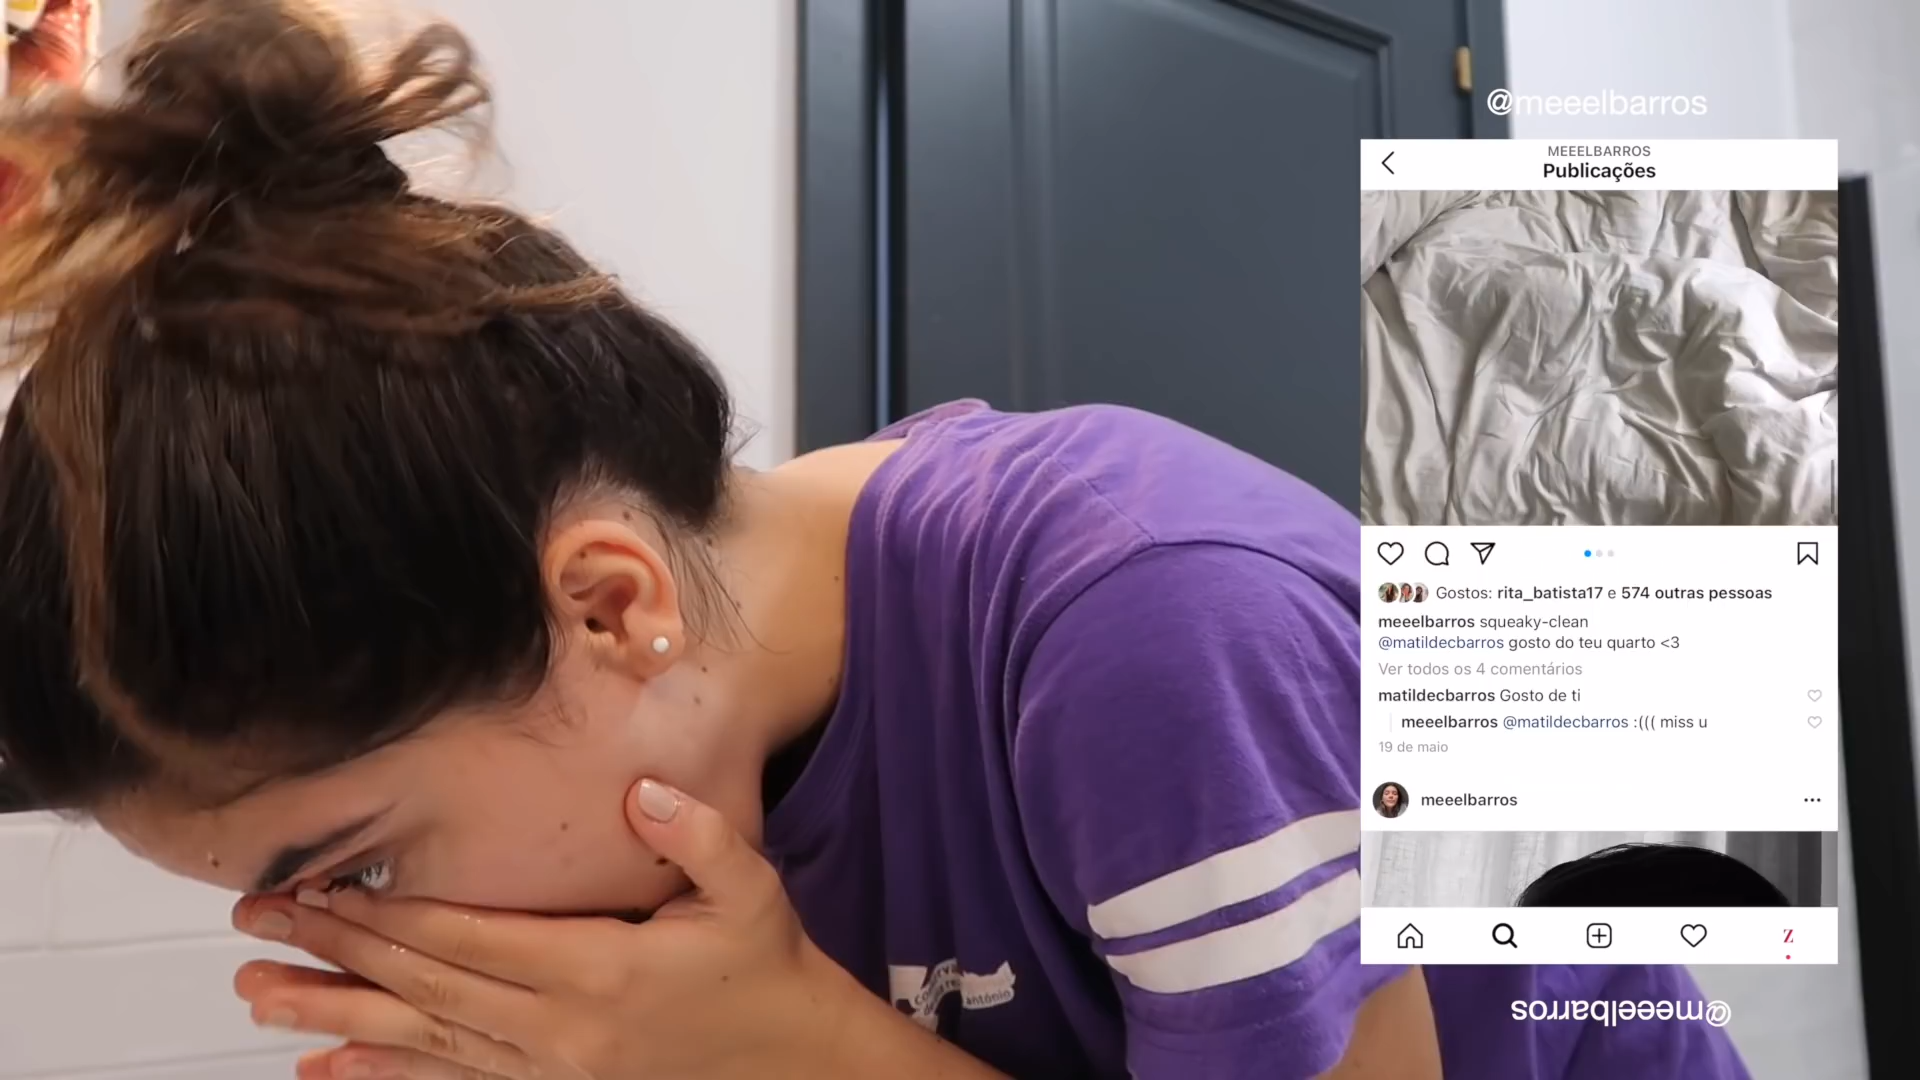 @meeelbarros
MEEELBARROS
Publicações
Gostos: rita_batista17 e 574 outras pessoas
meeelbarros squeaky-clean
@matildecbarros gosto do teu quarto <3
Ver todos os 4 comentários
matildecbarros Gosto de ti
meeelbarros @matildecbarros :((( miss u
19 de maio
meeelbarros
Z
@meeelbarros
antónio